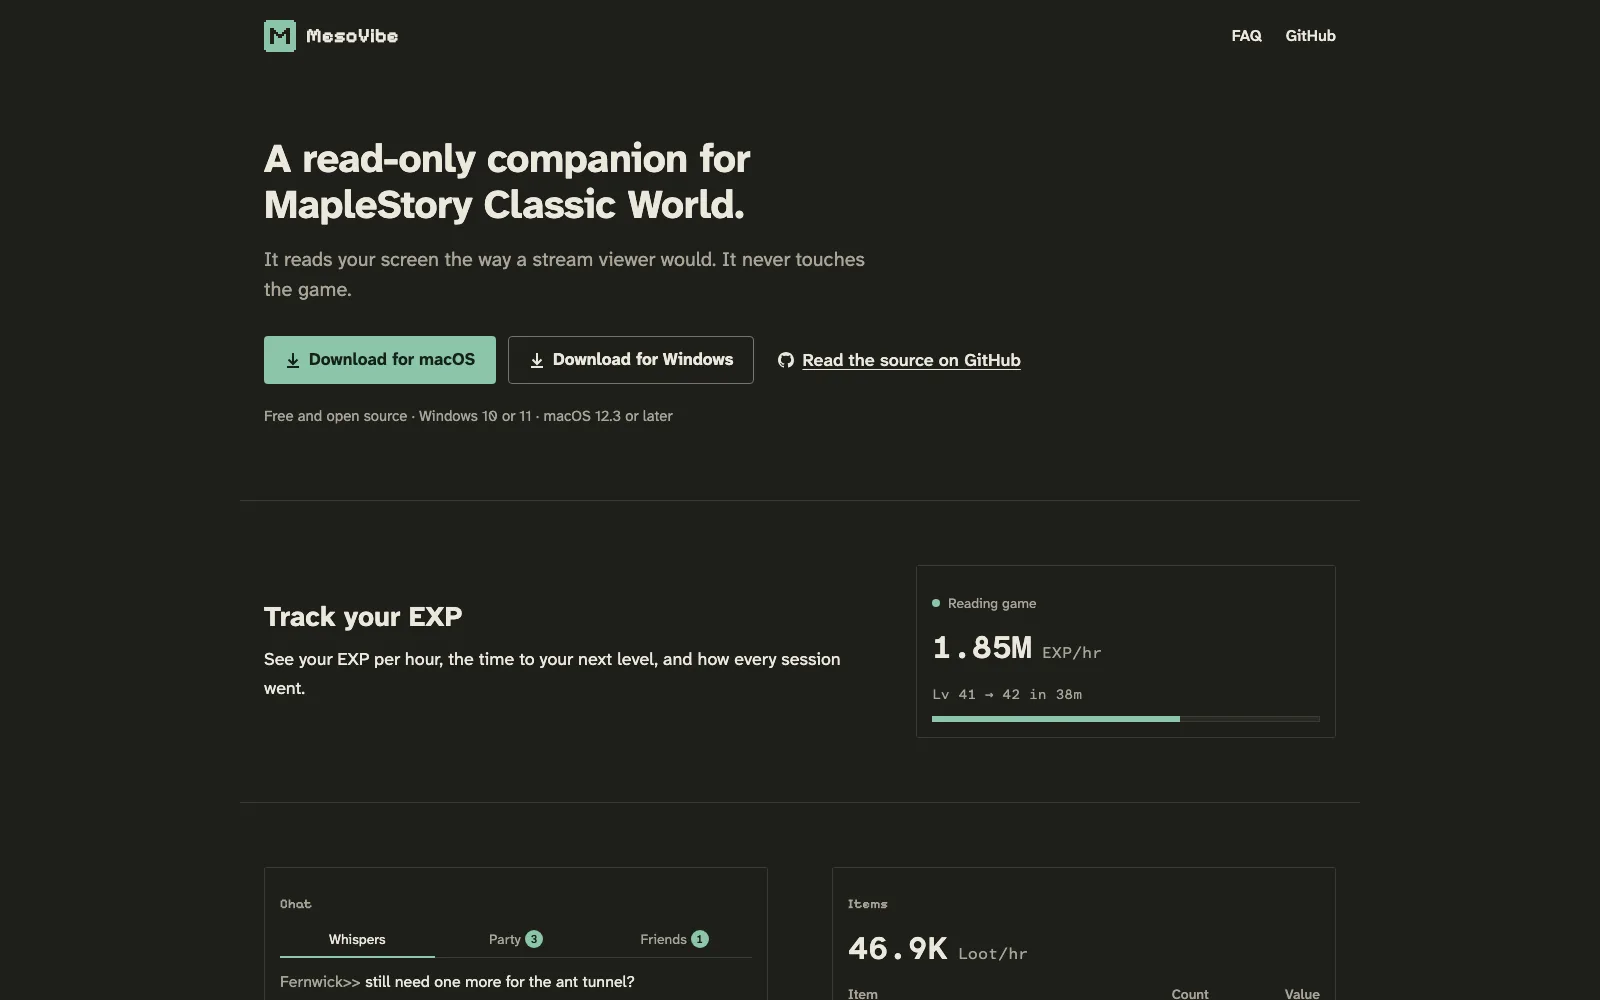 MesoVibe
FAQ
GitHub
A read-only companion for
MapleStory Classic World.
It reads your screen the way a stream viewer would. It never touches
the game.
Download for macOS
Download for Windows
Read the source on GitHub
Free and open source · Windows 10 or 11 · macOS 12.3 or later
Track your EXP
See your EXP per hour, the time to your next level, and how every session
went.
Reading game
1.85M EXP/hr
Lv 41 → 42 in 38m
Chat
Whispers
Party 3
Friends 1
Fernwick>> still need one more for the ant tunnel?
Items
46.9K Loot/hr
Item Count Value